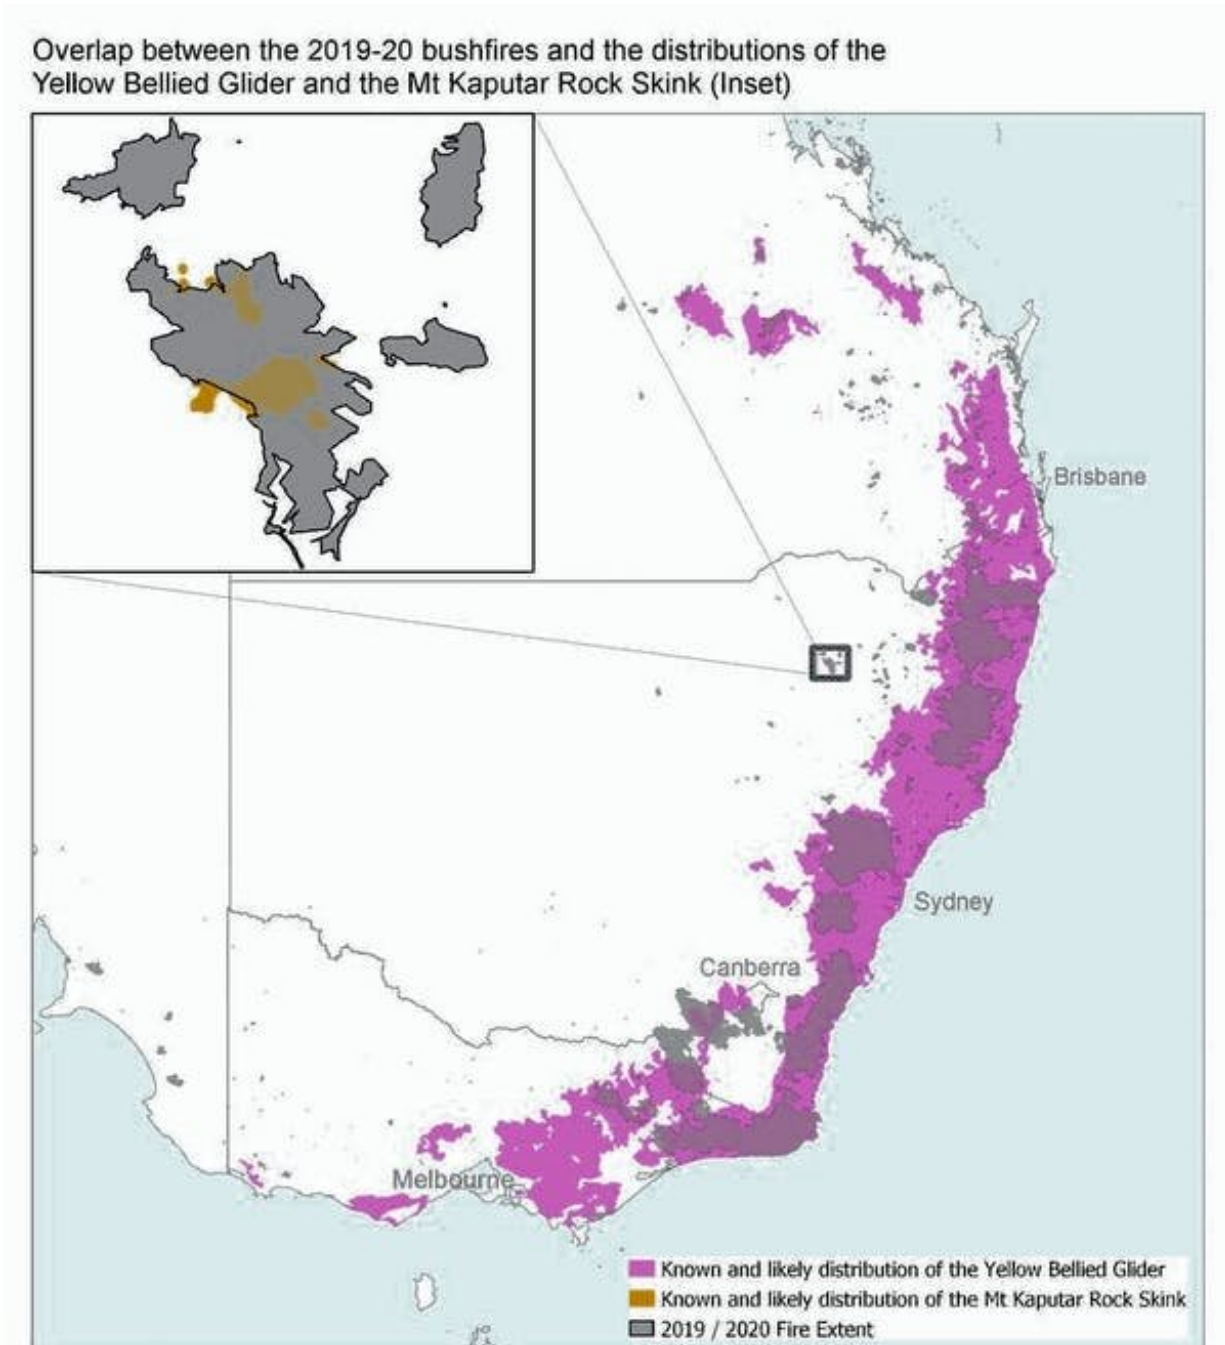 Overlap between the 2019-20 bushfires and the distributions of the
Yellow Bellied Glider and the Mt Kaputar Rock Skink (Inset)
Brisbane
Sydney
Canberra
Melbourne
Known and likely distribution of the Yellow Bellied Glider
Known and likely distribution of the Mt Kaputar Rock Skink
2019 / 2020 Fire Extent